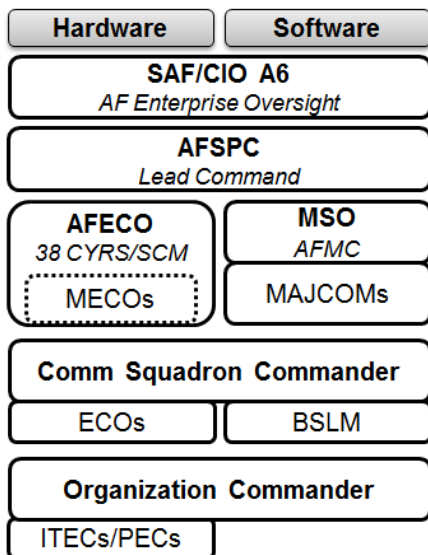 Hardware Software
SAF/CIO A6
AF Enterprise Oversight
AFSPC
Lead Command
AFECO
38 CYRS/SCM
MECOs
MSO
AFMC
MAJCOMs
Comm Squadron Commander
ECOs BSLM
Organization Commander
ITECs/PECs